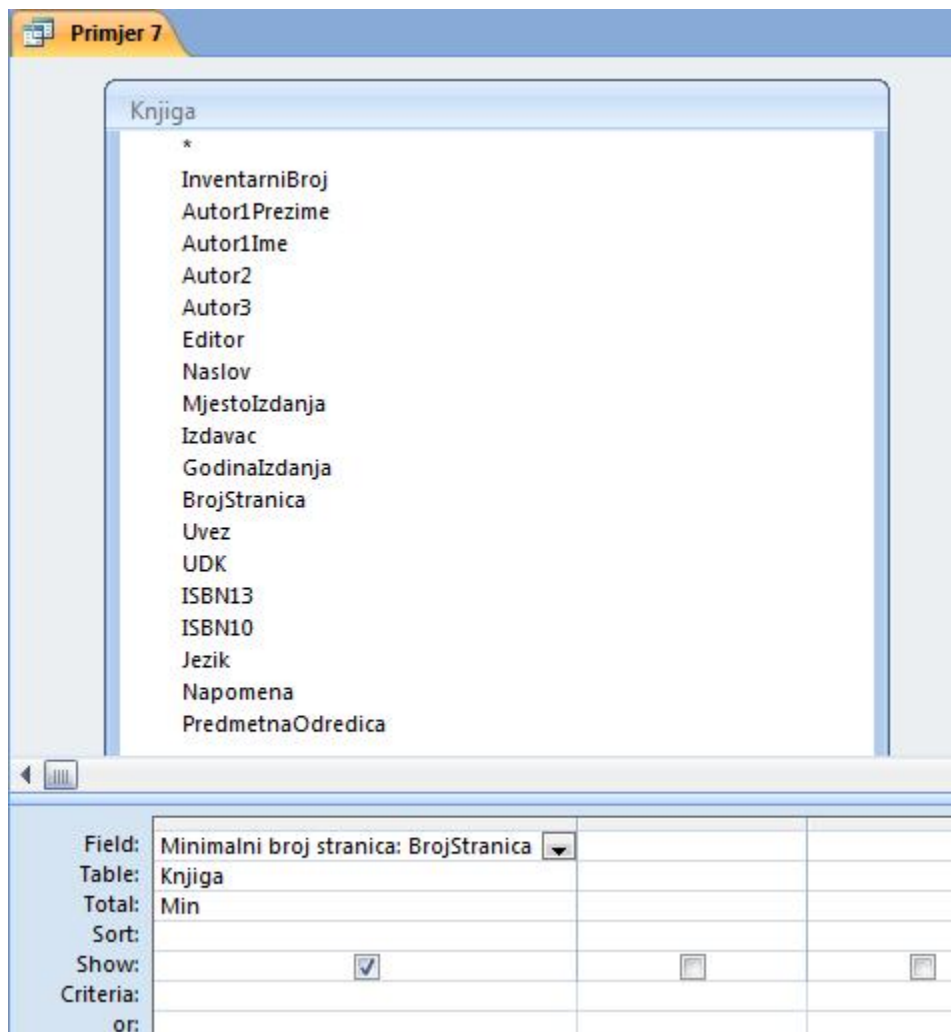 Primjer 7
Knjiga
*
InventarniBroj
Autor1Prezime
Autor1Ime
Autor2
Autor3
Editor
Naslov
MjestoIzdanja
Izdavac
GodinaIzdanja
BrojStranica
Uvez
UDK
ISBN13
ISBN10
Jezik
Napomena
PredmetnaOdredica
Field: Minimalni broj stranica: BrojStranica
Table: Knjiga
Total: Min
Sort:
Show:
Criteria:
or: